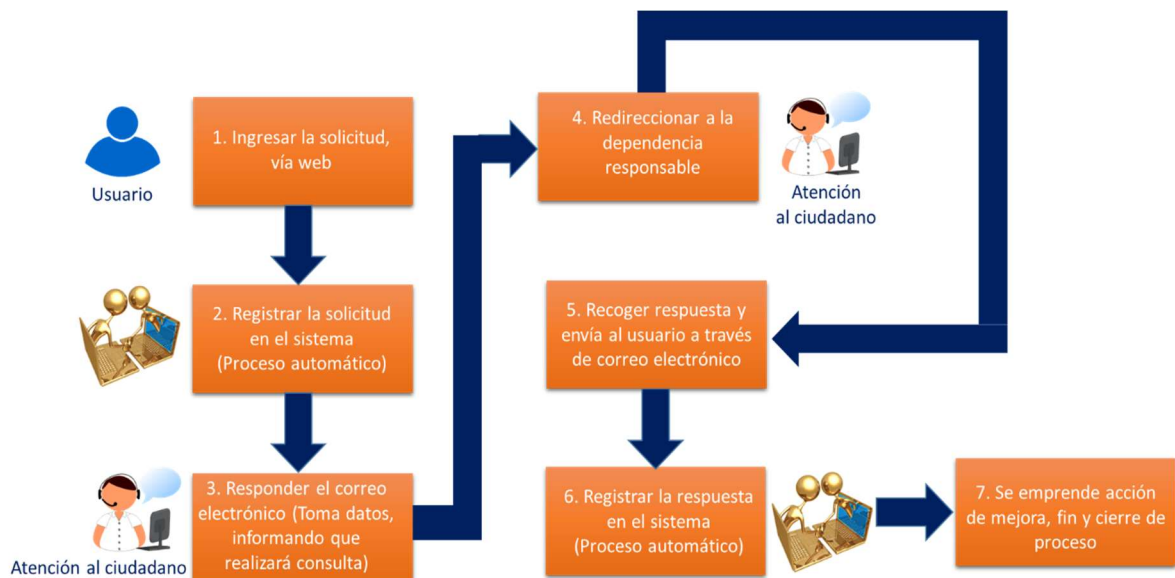 1. Ingresar la solicitud,
vía web
Usuario
2. Registrar la solicitud
en el sistema
(Proceso automático)
3. Responder el correo
electrónico (Toma datos,
informando que
realizará consulta)
Atención al ciudadano
4. Redireccionar a la
dependencia
responsable
Atención
al ciudadano
5. Recoger respuesta y
envía al usuario a través
de correo electrónico
6. Registrar la respuesta
en el sistema
(Proceso automático)
7. Se emprende acción
de mejora, fin y cierre de
proceso